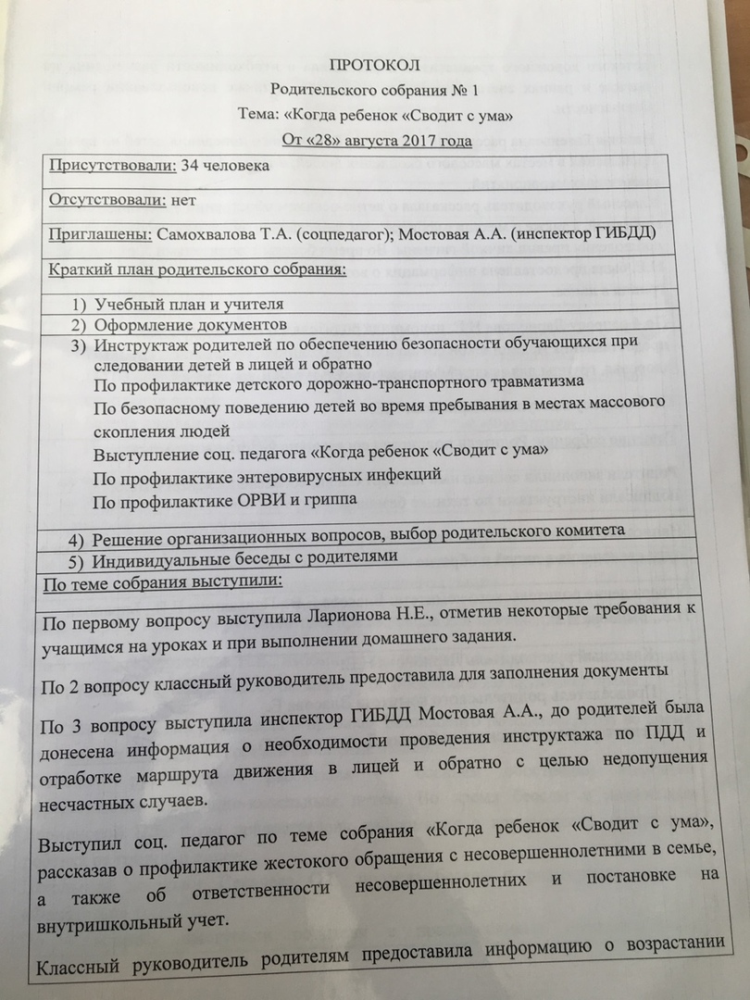 ПРОТОКОЛ
Родительского собрания № 1
Тема: «Когда ребенок «Сводит с ума»
От «28» августа 2017 года
Присутствовали: 34 человека
Отсутствовали: нет
Приглашены: Самохвалова Т.А. (соцпедагог); Мостовая А.А. (инспектор ГИБДД)
Краткий план родительского собрания:
1) Учебный план и учителя
2) Оформление документов
3) Инструктаж родителей по обеспечению безопасности обучающихся при
следовании детей в лицей и обратно
По профилактике детского дорожно-транспортного травматизма
По безопасному поведению детей во время пребывания в местах массового
скопления людей
Выступление соц. педагога «Когда ребенок «Сводит с ума»
По профилактике энтеровирусных инфекций
По профилактике ОРВИ и гриппа
4) Решение организационных вопросов, выбор родительского комитета
5) Индивидуальные беседы с родителями
По теме собрания выступили:
По первому вопросу выступила Ларионова Н.Е., отметив некоторые требования к
учащимся на уроках и при выполнении домашнего задания.
По 2 вопросу классный руководитель предоставила для заполнения документы
По 3 вопросу выступила инспектор ГИБДД Мостовая А.А., до родителей была
донесена информация о необходимости проведения инструктажа по ПДД и
отработке маршрута движения в лицей и обратно с целью недопущения
несчастных случаев.
Выступил соц. педагог по теме собрания «Когда ребенок «Сводит с ума»,
рассказав о профилактике жестокого обращения с несовершеннолетними в семье,
а также об ответственности несовершеннолетних и постановке на
внутришкольный учет.
Классный руководитель родителям предоставила информацию о возрастании